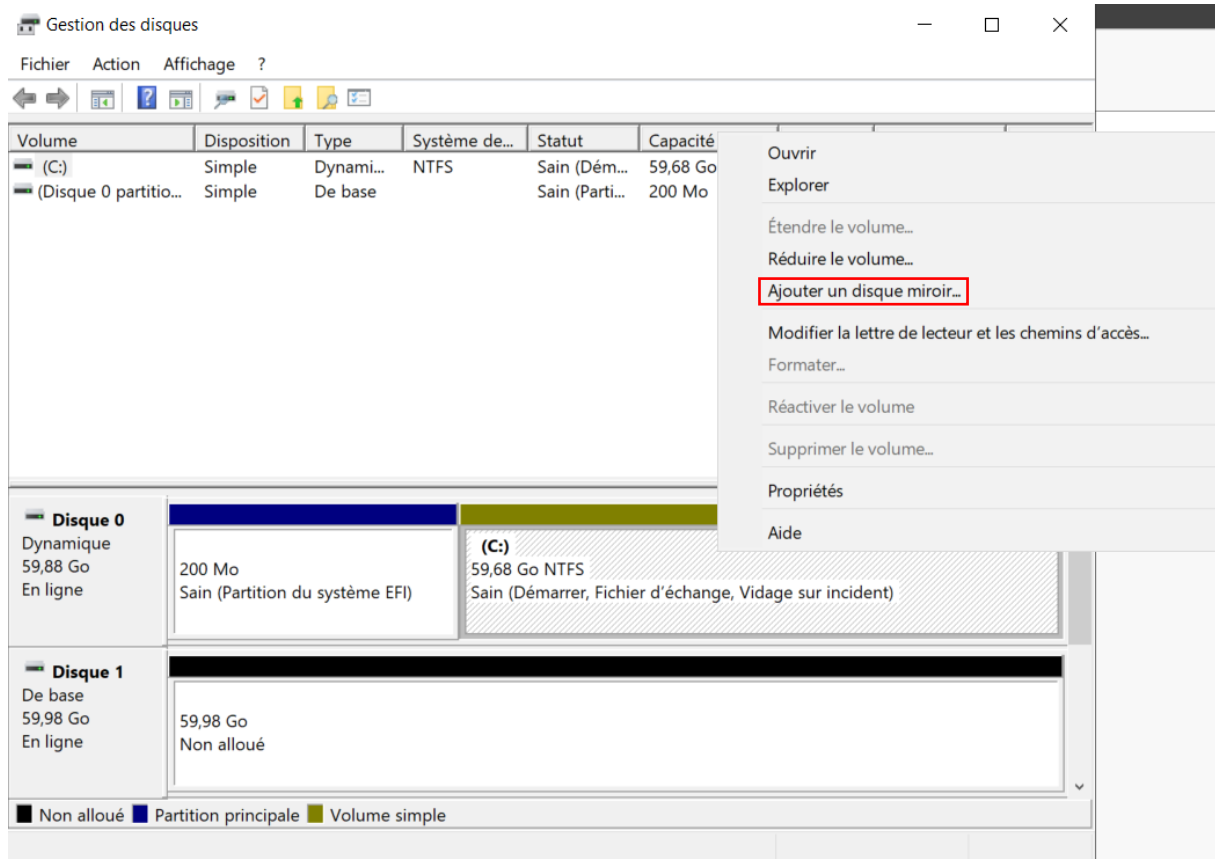 Gestion des disques
Fichier Action Affichage ?
Volume Disposition Type Système de... Statut Capacité
(C:) Simple Dynami... NTFS Sain (Dém... 59,68 Go
(Disque 0 partitio... Simple De base Sain (Parti... 200 Mo
Ouvrir
Explorer
Étendre le volume...
Réduire le volume...
Ajouter un disque miroir...
Modifier la lettre de lecteur et les chemins d’accès...
Formater...
Réactiver le volume
Supprimer le volume...
Propriétés
Aide
Disque 0
Dynamique
59,88 Go
En ligne
200 Mo
Sain (Partition du système EFI)
(C:)
59,68 Go NTFS
Sain (Démarrer, Fichier d’échange, Vidage sur incident)
Disque 1
De base
59,98 Go
En ligne
59,98 Go
Non alloué
Non alloué Partition principale Volume simple